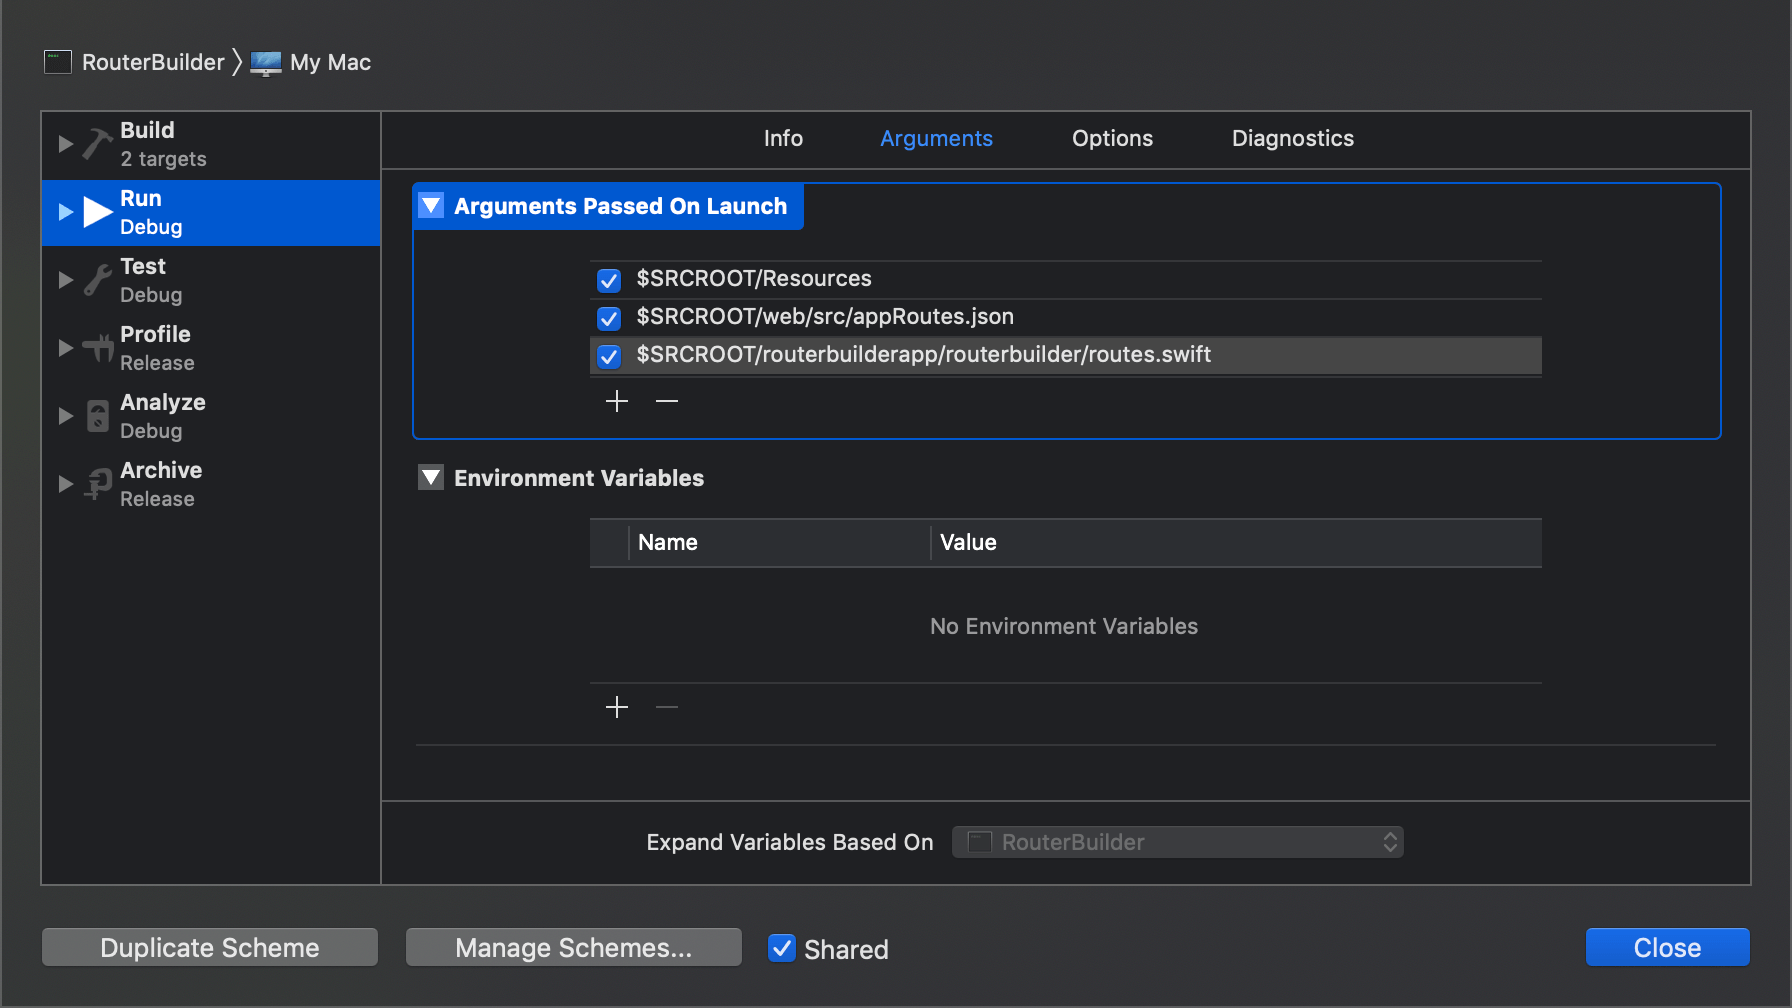 RouterBuilder 〉 My Mac
Build
2 targets
Run
Debug
Test
Debug
Profile
Release
Analyze
Debug
Archive
Release
Info Arguments Options Diagnostics
Arguments Passed On Launch
$SRCROOT/Resources
$SRCROOT/web/src/appRoutes.json
$SRCROOT/routerbuilderapp/routerbuilder/routes.swift
Environment Variables
Name Value
No Environment Variables
Expand Variables Based On RouterBuilder
Duplicate Scheme Manage Schemes... Shared Close